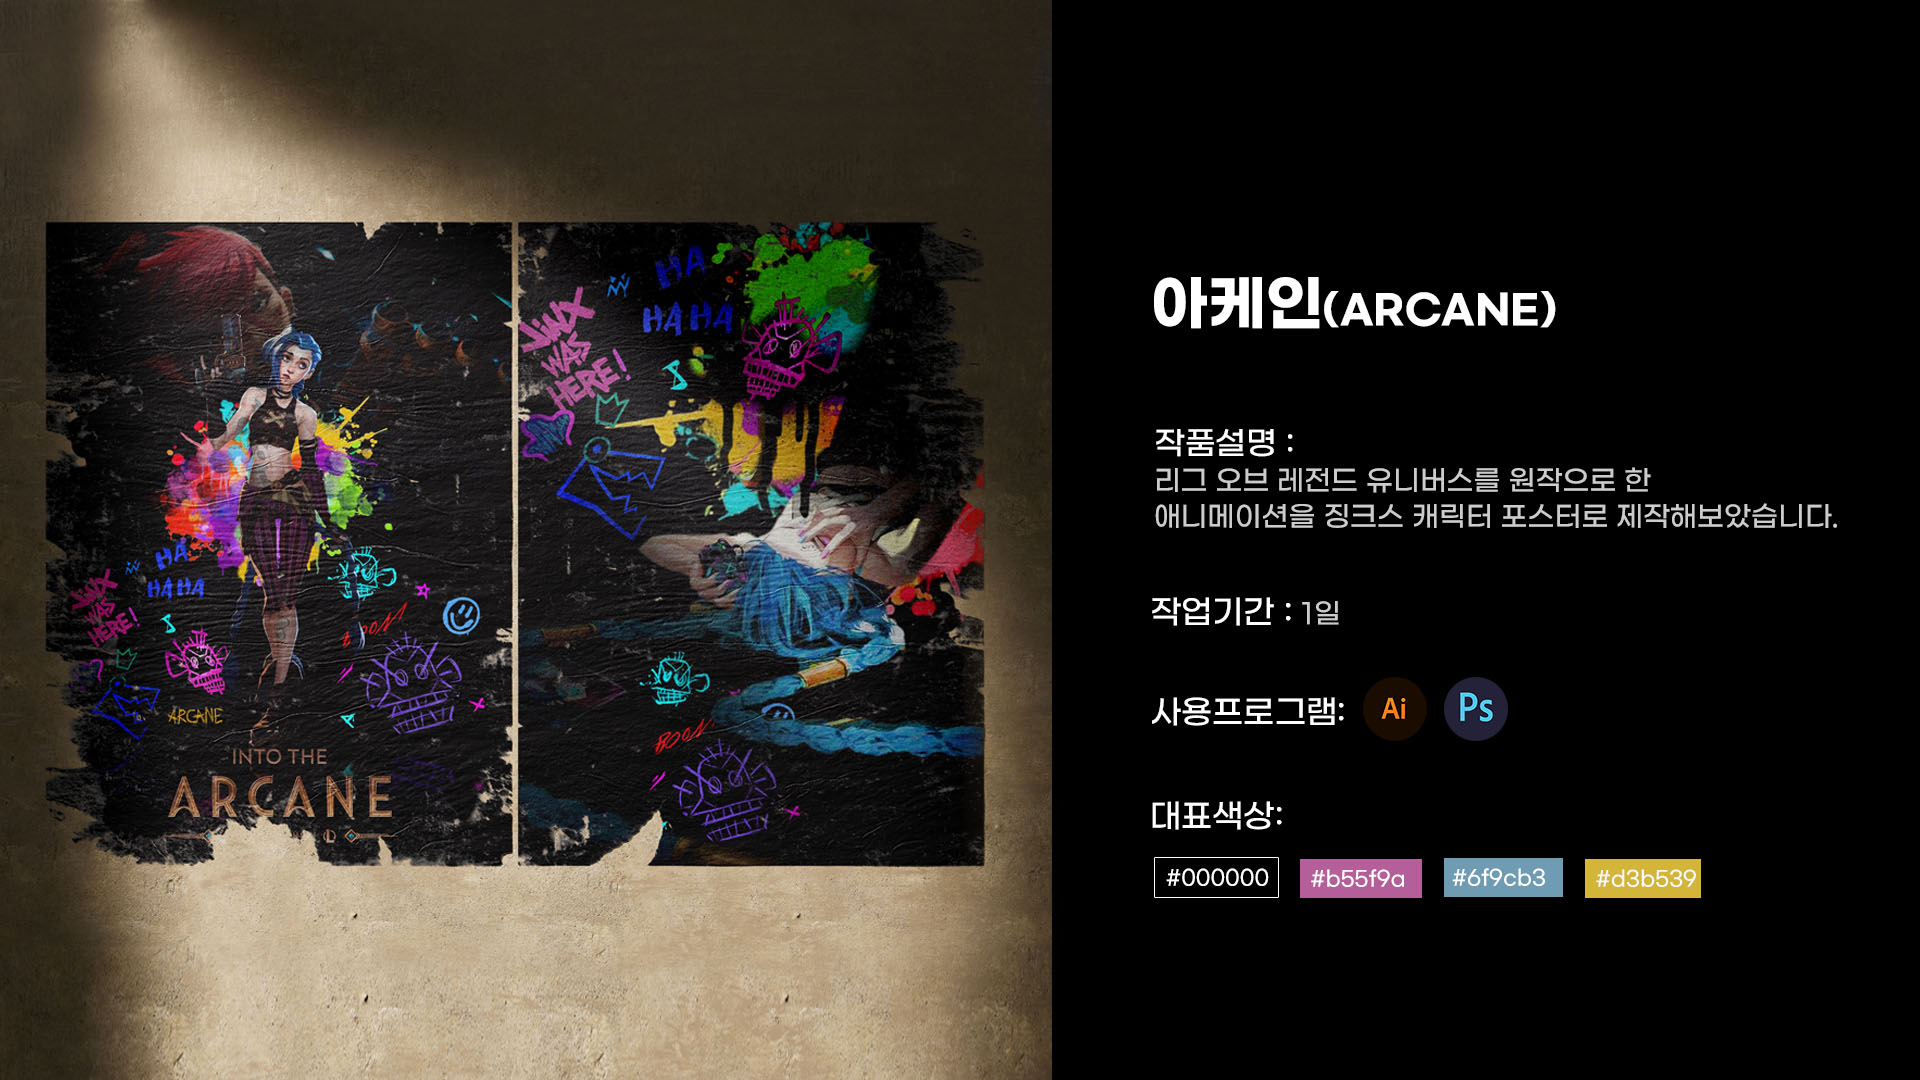 JINX
WAS
HERE!
HA
HA HA
BOOM
ARCANE
INTO THE
ARCANE
HA
HA HA
JINX
WAS
HERE!
BOOM
아케인(ARCANE)
작품설명 :
리그 오브 레전드 유니버스를 원작으로 한
애니메이션을 징크스 캐릭터 포스터로 제작해보았습니다.
작업기간 : 1일
사용프로그램: Ai Ps
대표색상:
#000000 #b55f9a #6f9cb3 #d3b539